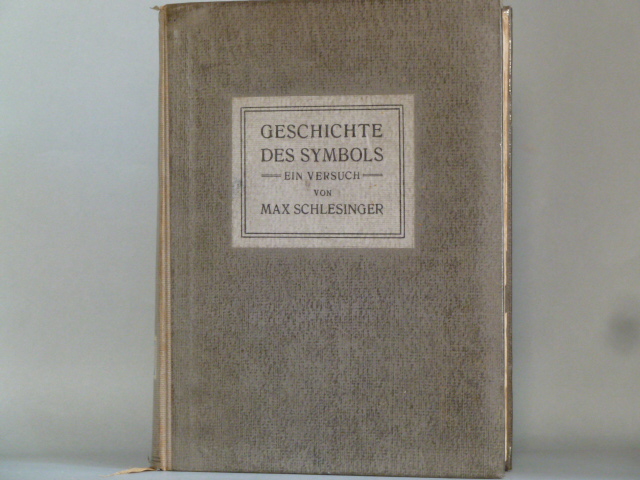 GESCHICHTE
DES SYMBOLS
EIN VERSUCH
VON
MAX SCHLESINGER